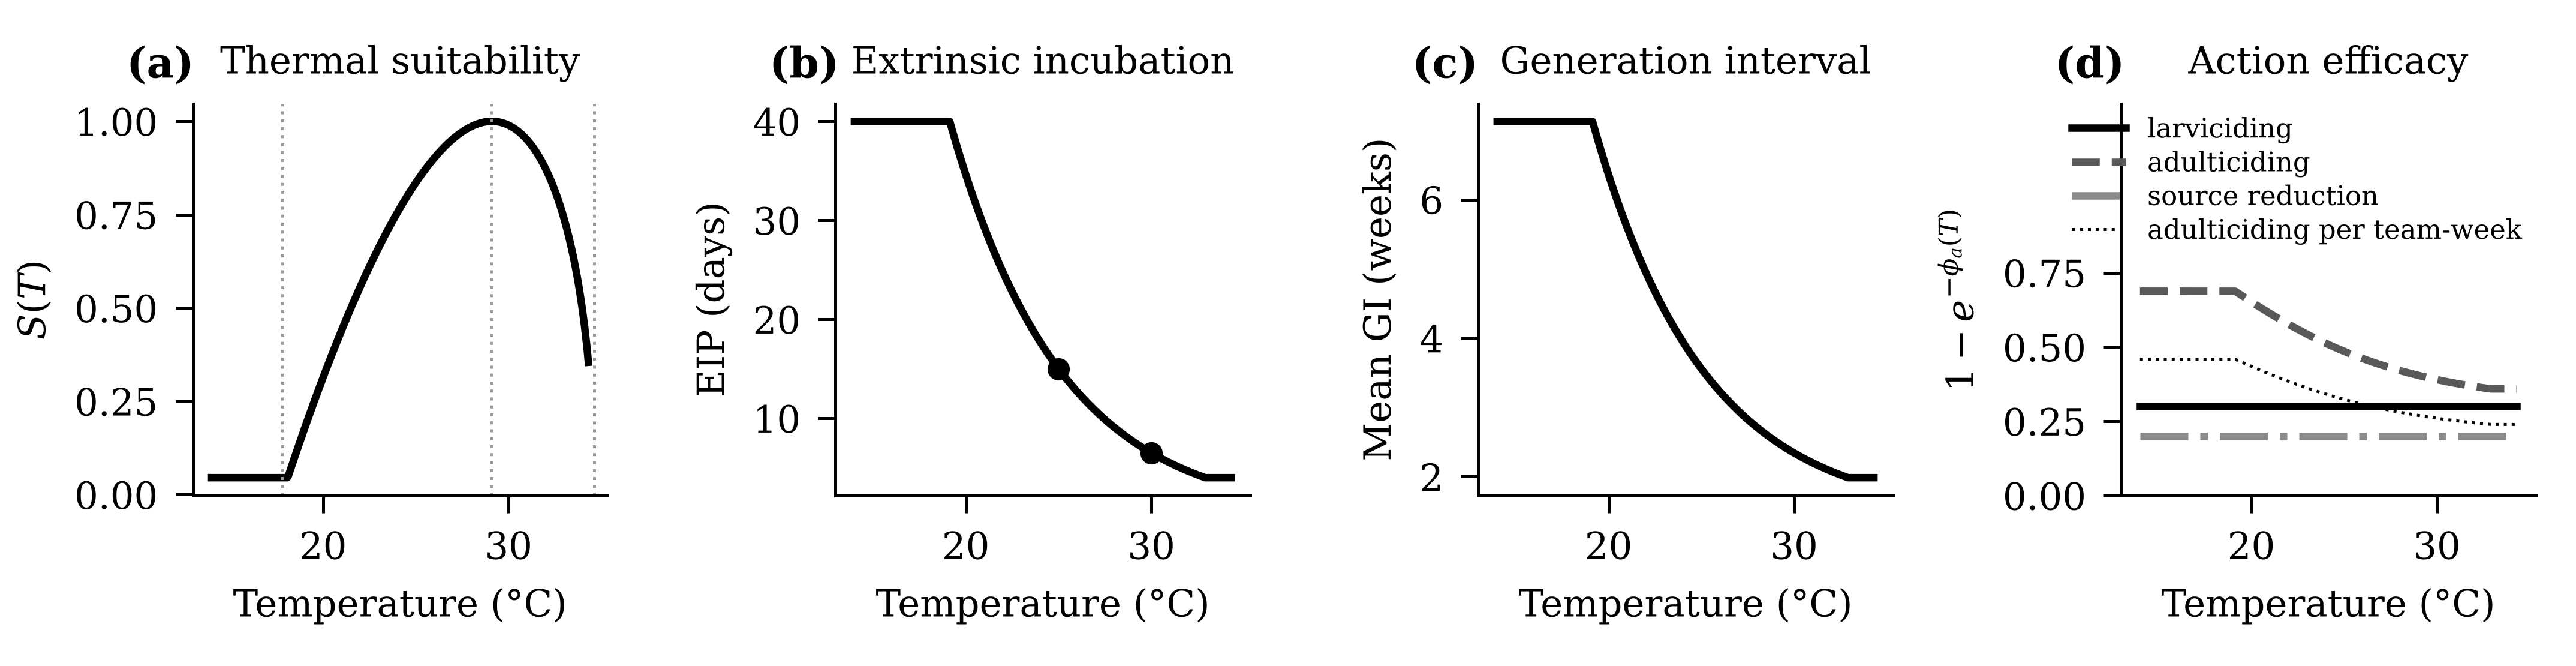 (a) Thermal suitability
1.00
0.75
0.50
0.25
0.00
S(T)
20 30
Temperature (°C)
(b) Extrinsic incubation
40
30
20
10
EIP (days)
20 30
Temperature (°C)
(c) Generation interval
6
4
2
Mean GI (weeks)
20 30
Temperature (°C)
(d) Action efficacy
larviciding
adulticiding
source reduction
adulticiding per team-week
0.75
0.50
0.25
0.00
1 − e^{−ϕ_a(T)}
20 30
Temperature (°C)